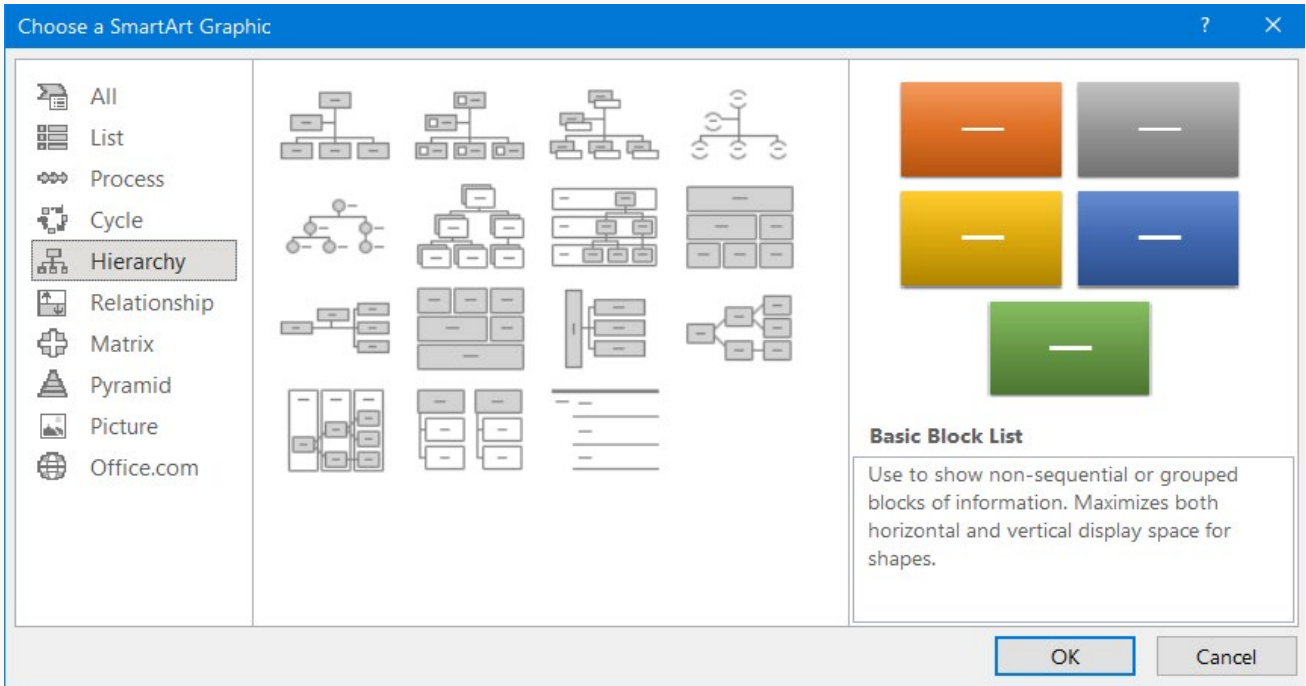 Choose a SmartArt Graphic
?
All
List
Process
Cycle
Hierarchy
Relationship
Matrix
Pyramid
Picture
Office.com
Basic Block List
Use to show non-sequential or grouped
blocks of information. Maximizes both
horizontal and vertical display space for
shapes.
OK
Cancel